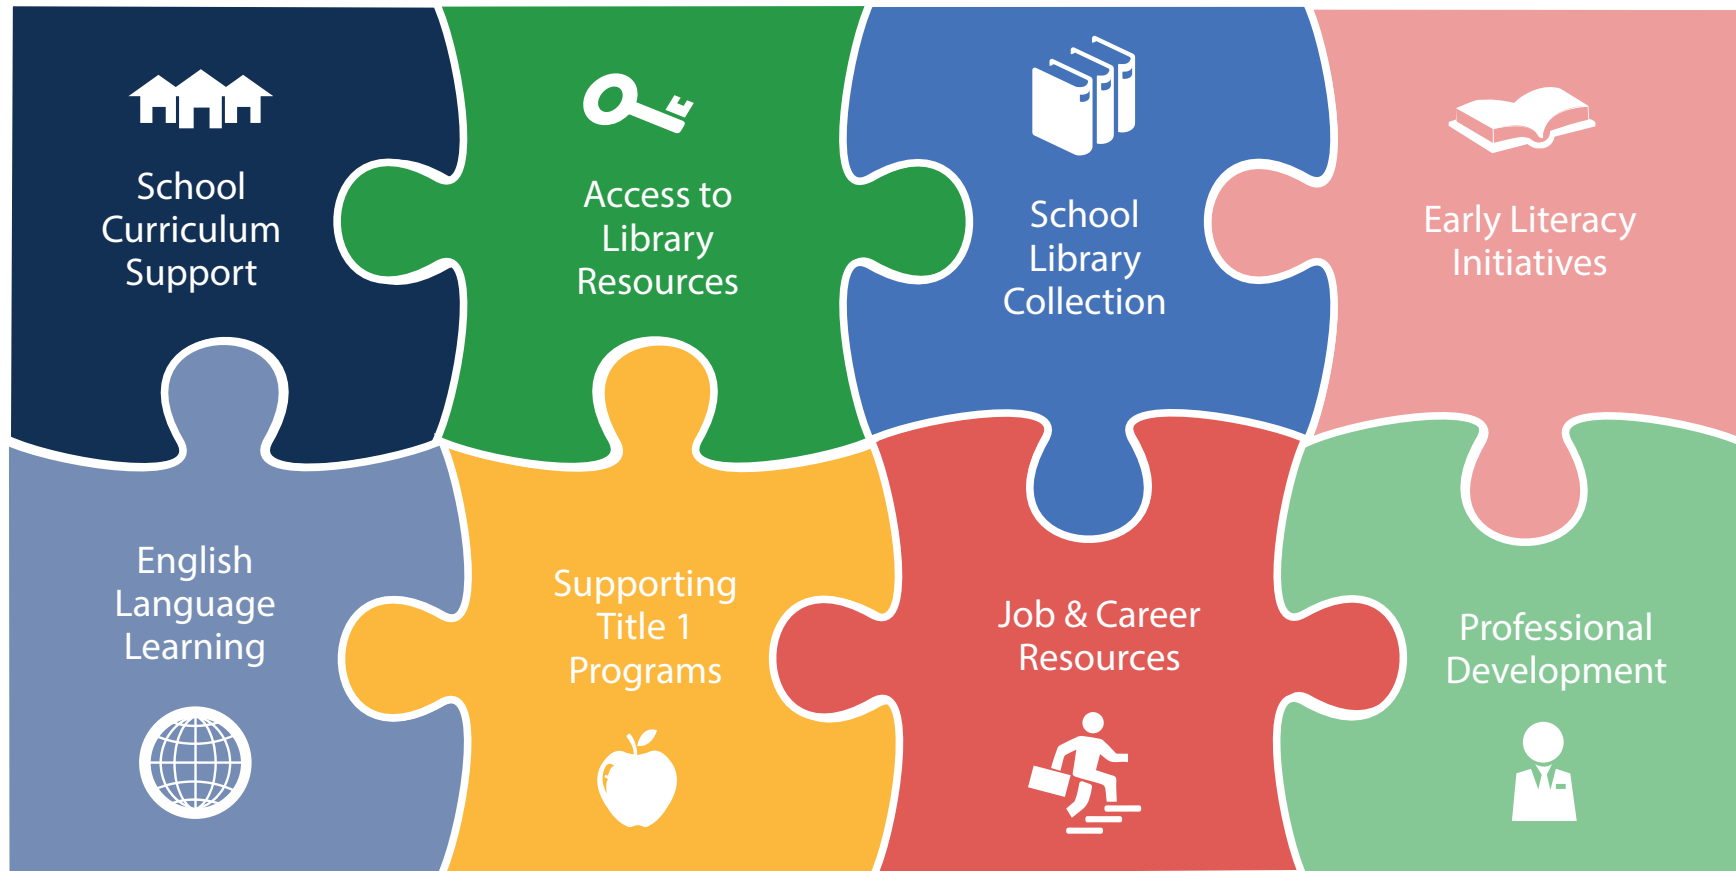 School
Curriculum
Support
Access to
Library
Resources
School
Library
Collection
Early Literacy
Initiatives
English
Language
Learning
Supporting
Title 1
Programs
Job & Career
Resources
Professional
Development